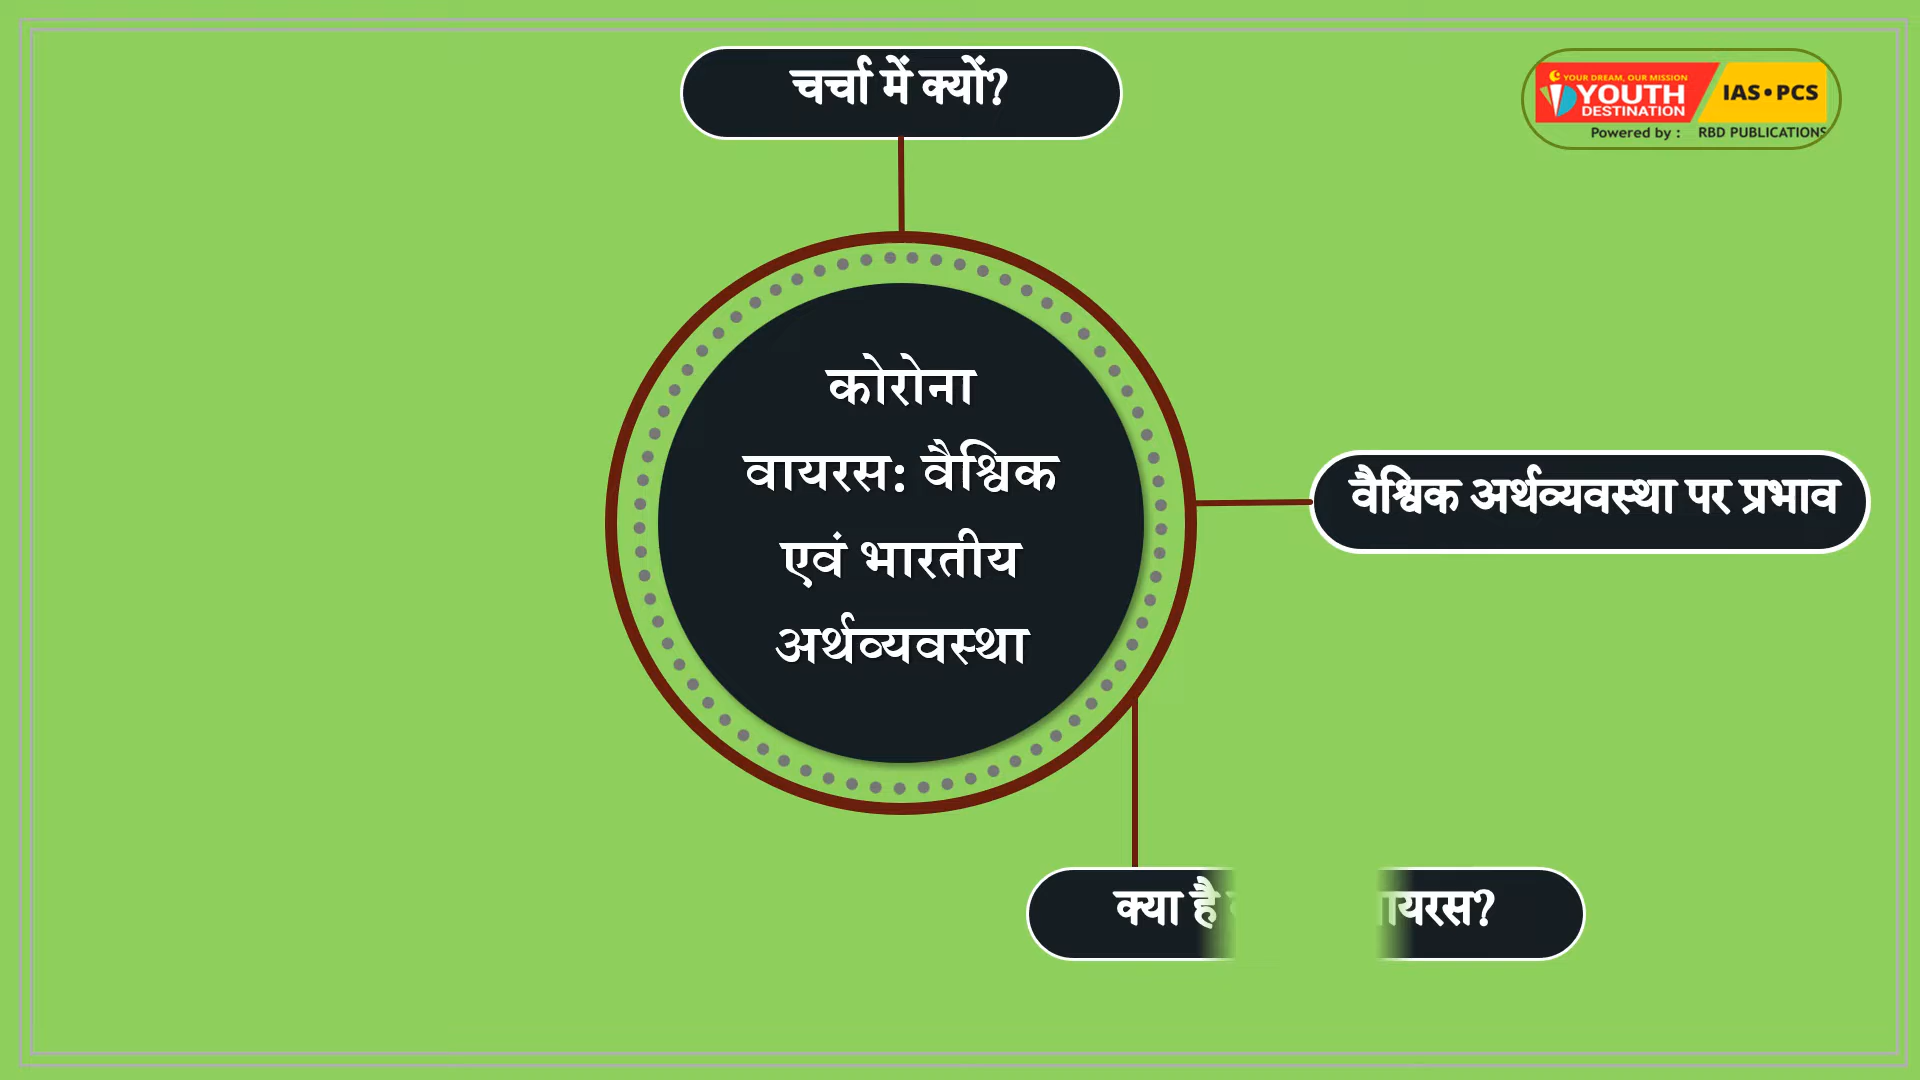 चर्चा में क्यों?
YOUR DREAM, OUR MISSION
YOUTH
DESTINATION
IAS•PCS
Powered by : RBD PUBLICATIONS
कोरोना
वायरस: वैश्विक
एवं भारतीय
अर्थव्यवस्था
वैश्विक अर्थव्यवस्था पर प्रभाव
क्या है